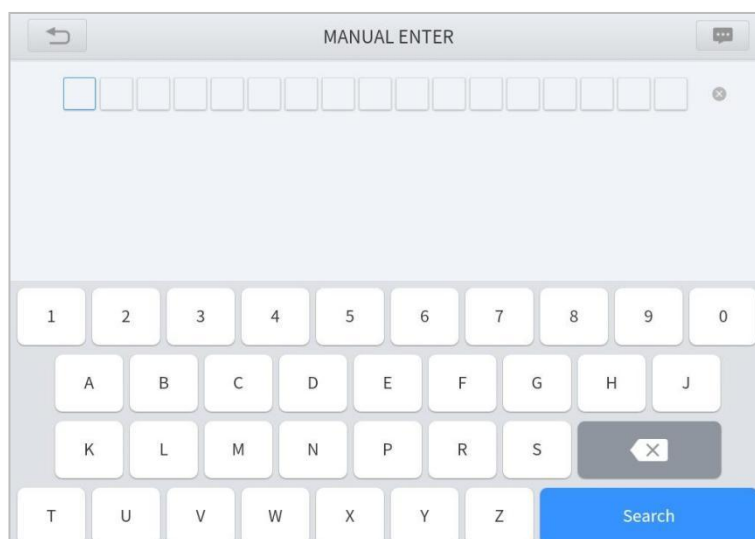 MANUAL ENTER
1 2 3 4 5 6 7 8 9 0
A B C D E F G H J
K L M N P R S
T U V W X Y Z Search